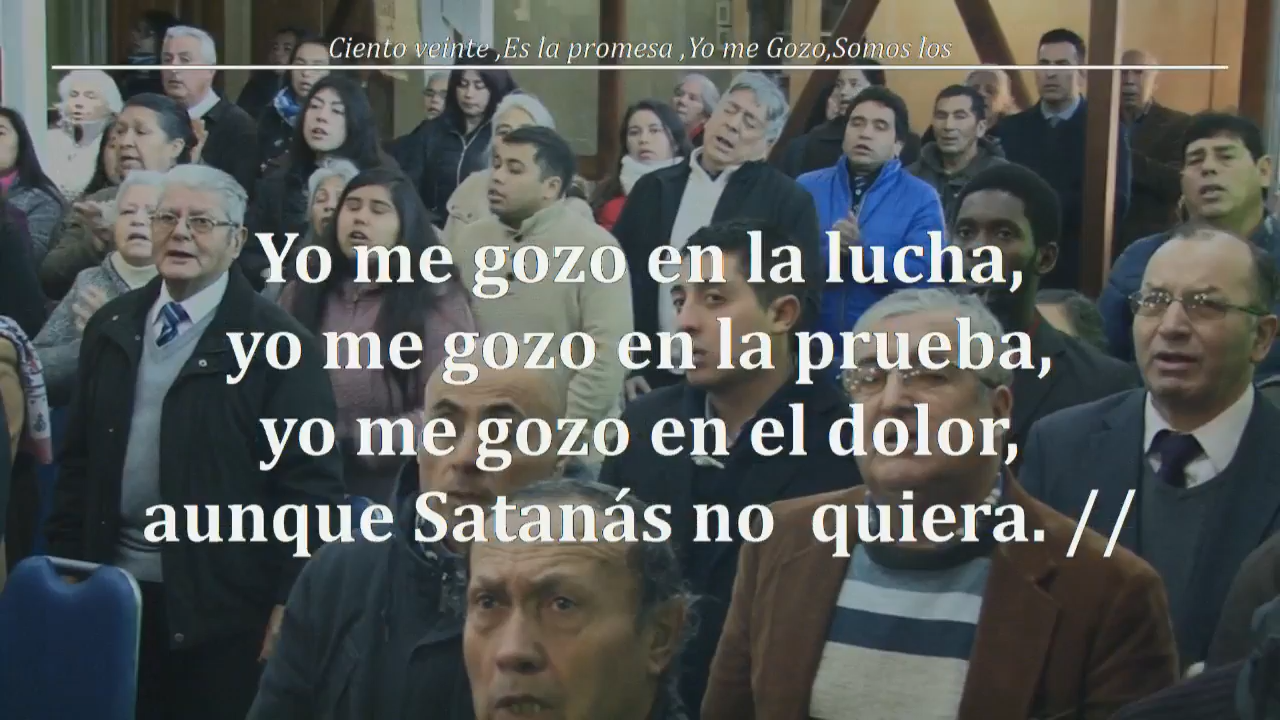 Ciento veinte ,Es la promesa ,Yo me Gozo,Somos los
Yo me gozo en la lucha,
yo me gozo en la prueba,
yo me gozo en el dolor,
aunque Satanás no  quiera. //